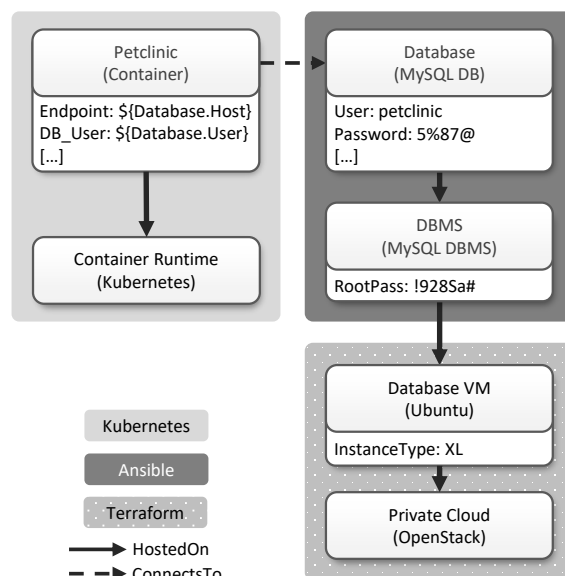 Petclinic
(Container)
Endpoint: ${Database.Host}
DB_User: ${Database.User}
[...]
Container Runtime
(Kubernetes)
Database
(MySQL DB)
User: petclinic
Password: 5%87@
[...]
DBMS
(MySQL DBMS)
RootPass: !928Sa#
Database VM
(Ubuntu)
InstanceType: XL
Private Cloud
(OpenStack)
Kubernetes
Ansible
Terraform
HostedOn
ConnectsTo